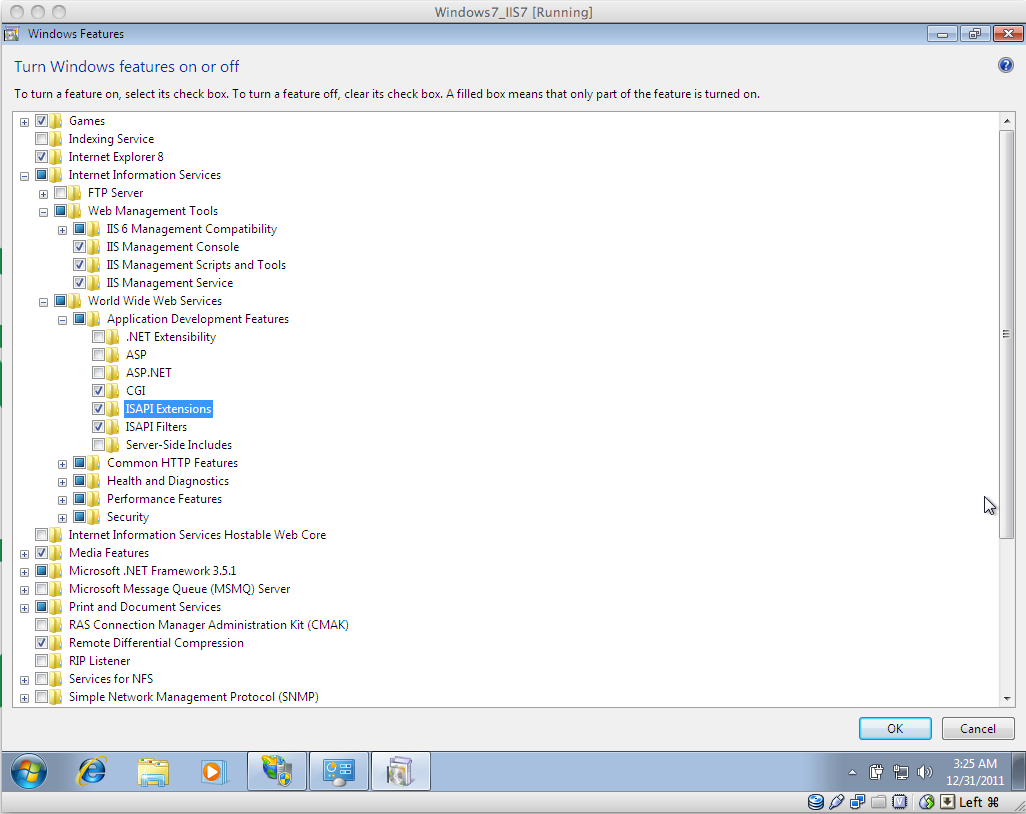 Windows7_IIS7 [Running]
Windows Features
Turn Windows features on or off
To turn a feature on, select its check box. To turn a feature off, clear its check box. A filled box means that only part of the feature is turned on.
Games
Indexing Service
Internet Explorer 8
Internet Information Services
FTP Server
Web Management Tools
IIS 6 Management Compatibility
IIS Management Console
IIS Management Scripts and Tools
IIS Management Service
World Wide Web Services
Application Development Features
.NET Extensibility
ASP
ASP.NET
CGI
ISAPI Extensions
ISAPI Filters
Server-Side Includes
Common HTTP Features
Health and Diagnostics
Performance Features
Security
Internet Information Services Hostable Web Core
Media Features
Microsoft .NET Framework 3.5.1
Microsoft Message Queue (MSMQ) Server
Print and Document Services
RAS Connection Manager Administration Kit (CMAK)
Remote Differential Compression
RIP Listener
Services for NFS
Simple Network Management Protocol (SNMP)
OK Cancel
3:25 AM
12/31/2011
Left ⌘